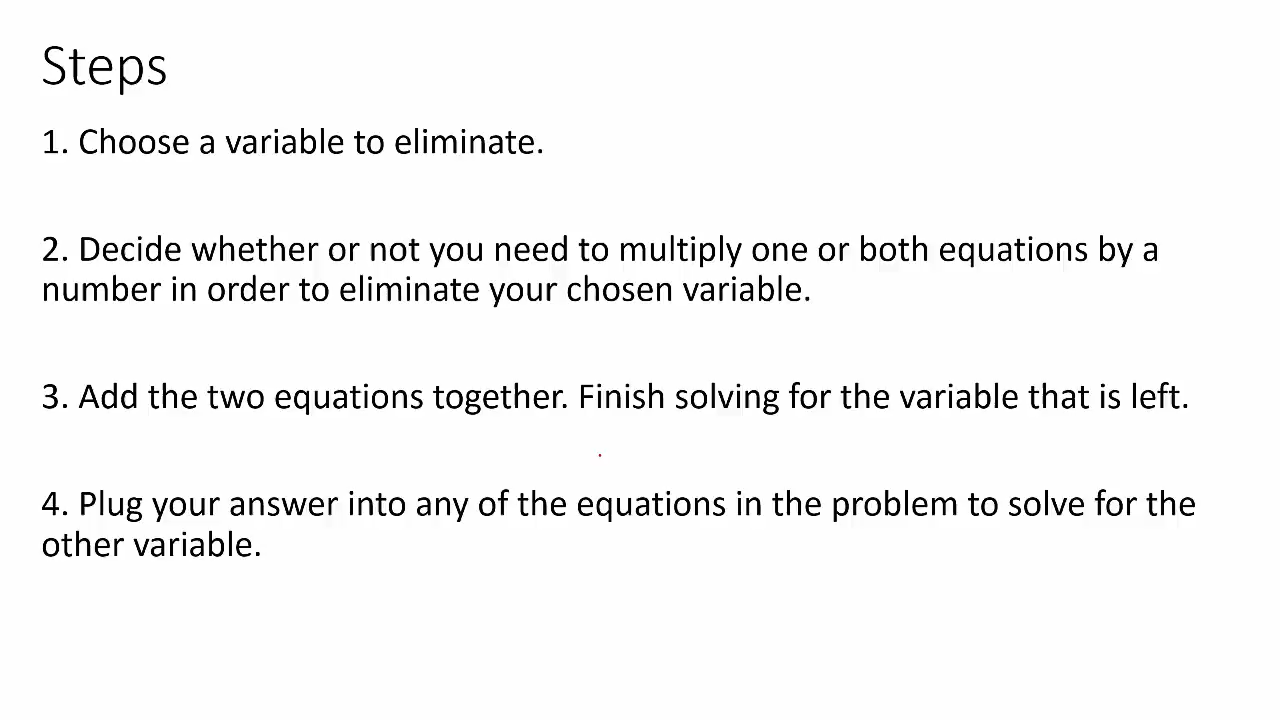 Steps
1. Choose a variable to eliminate.
2. Decide whether or not you need to multiply one or both equations by a
number in order to eliminate your chosen variable.
3. Add the two equations together. Finish solving for the variable that is left.
4. Plug your answer into any of the equations in the problem to solve for the
other variable.